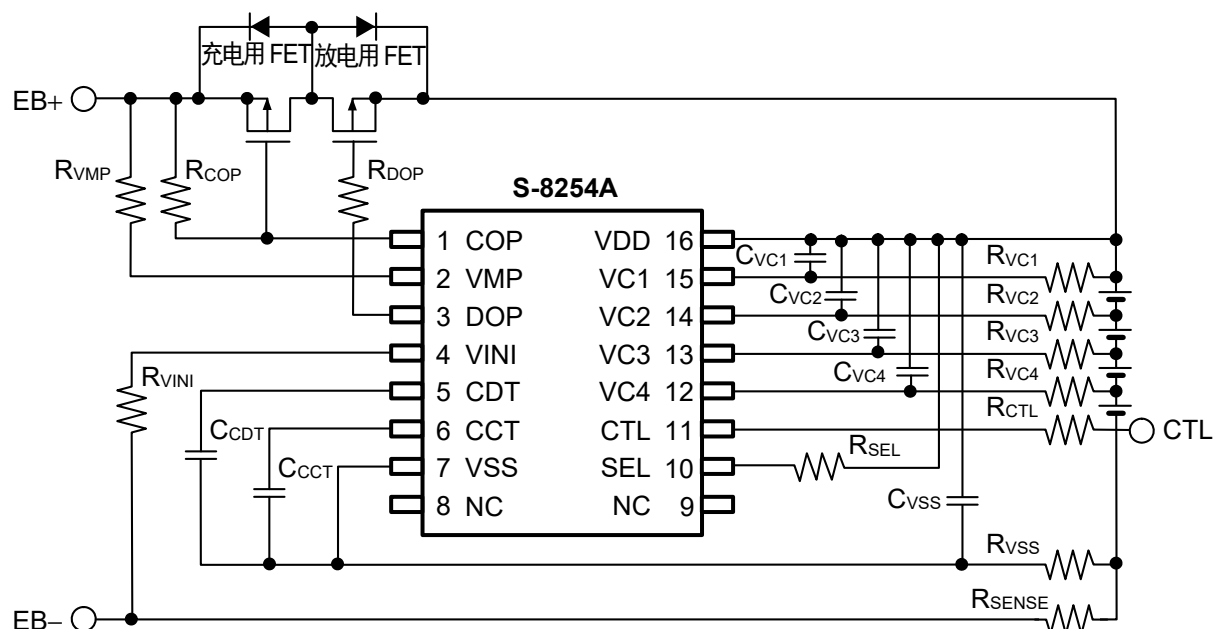 充电用 FET 放电用 FET
EB+
RVMP
RCOP
RDOP
S-8254A
1 COP VDD 16
2 VMP VC1 15
3 DOP VC2 14
4 VINI VC3 13
5 CDT VC4 12
6 CCT CTL 11
7 VSS SEL 10
8 NC NC 9
CVC1
CVC2
CVC3
CVC4
RVC1
RVC2
RVC3
RVC4
RCTL
CTL
RVINI
CCDT
CCCT
RSEL
CVSS
RVSS
RSENSE
EB−